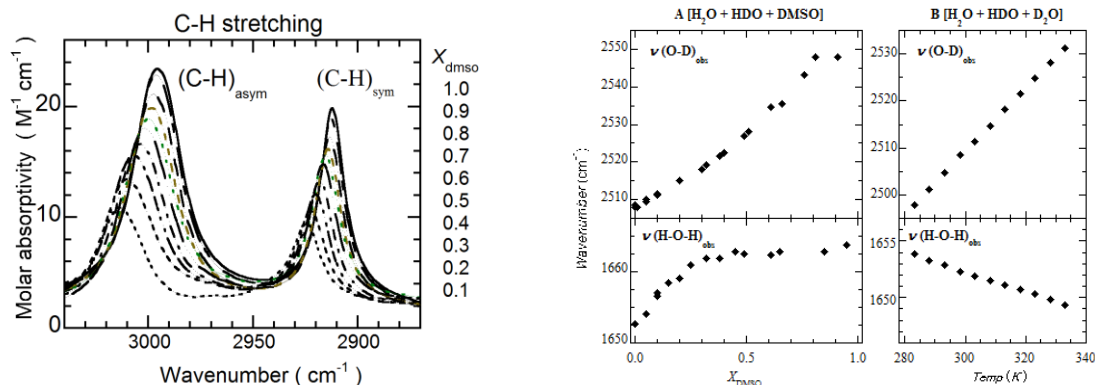 C-H stretching
Molar absorptivity ( M⁻¹ cm⁻¹ )
20
10
0
(C-H)asym
(C-H)sym
3000
2950
2900
Wavenumber ( cm⁻¹ )
Xdmso
1.0
0.9
0.8
0.7
0.6
0.5
0.4
0.3
0.2
0.1
A [H₂O + HDO + DMSO]
Wavenumber (cm⁻¹)
2550
2540
2530
2520
2510
ν(O-D)obs
1660
1650
ν(H-O-H)obs
0.0
0.5
1.0
XDMSO
B [H₂O + HDO + D₂O]
2530
2520
2510
2500
ν(O-D)obs
1655
1650
ν(H-O-H)obs
280
300
320
340
Temp (K)